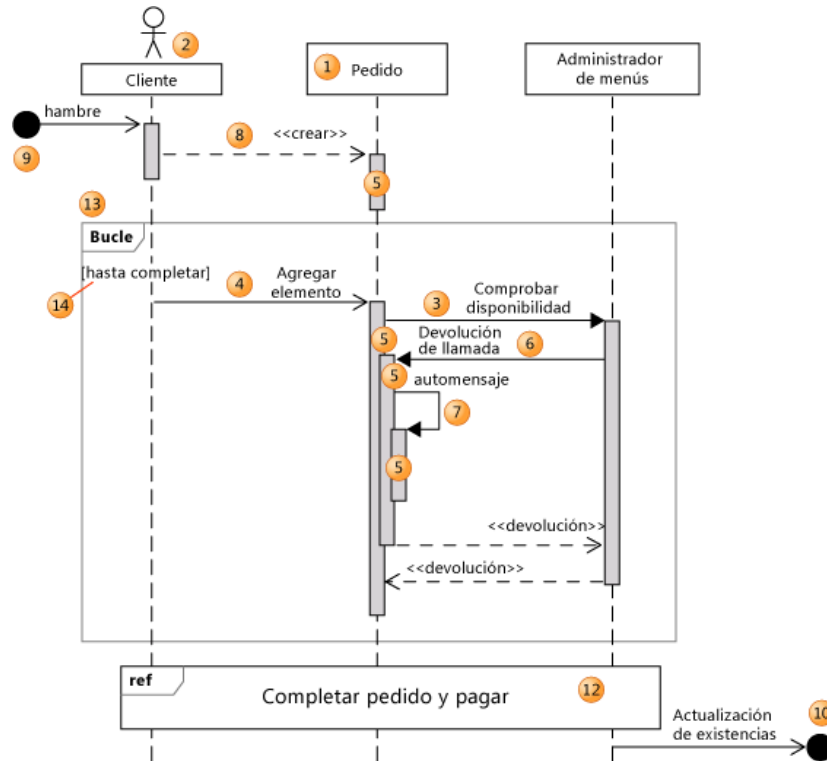 2
Administrador
de menús
1
Pedido
Cliente
hambre
8
<<crear>>
9
5
13
Bucle
[hasta completar]
14
4
Agregar
elemento
3
Comprobar
disponibilidad
5
Devolución
de llamada
6
5
automensaje
7
5
<<devolución>>
<<devolución>>
ref
Completar pedido y pagar
12
Actualización
de existencias
10